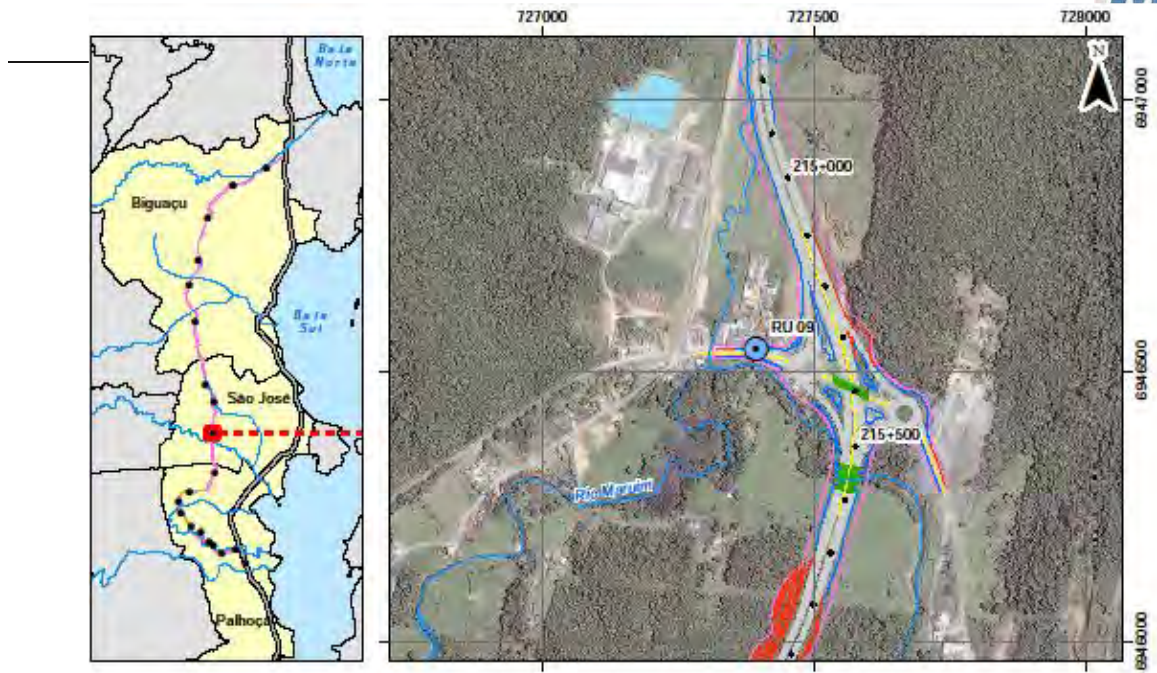 727000
727500
728000
Baía
Norte
N
6947000
215+000
Biguaçu
Baía
Sul
RU 09
6946500
São José
215+500
Rio Maruim
Palhoça
6946000